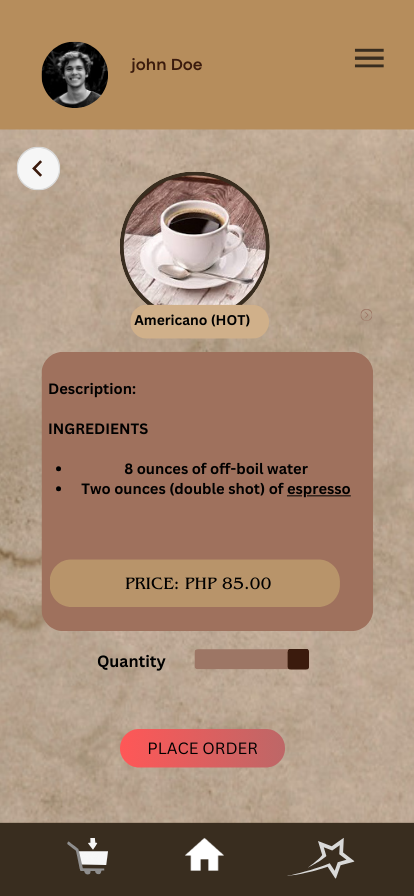 john Doe
Americano (HOT)
Description:
INGREDIENTS
• 8 ounces of off-boil water
• Two ounces (double shot) of espresso
PRICE: PHP 85.00
Quantity
PLACE ORDER